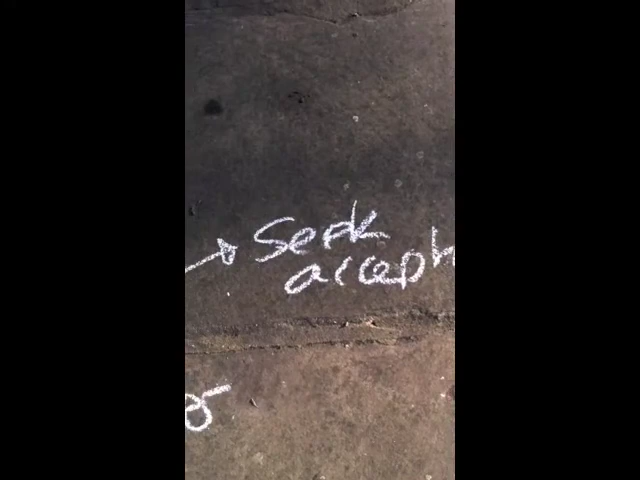 → Seek
accept